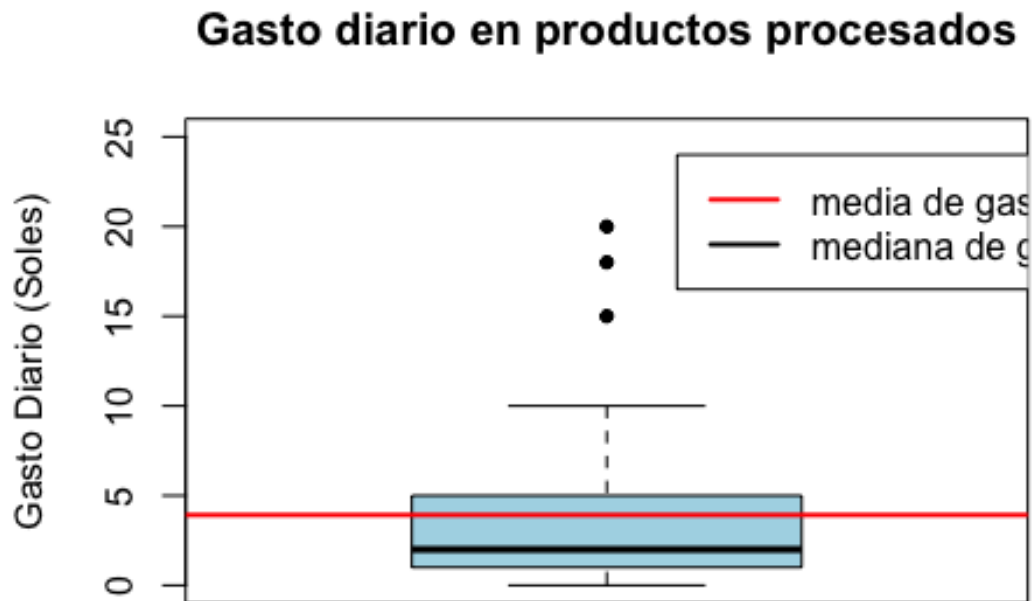 Gasto diario en productos procesados
Gasto Diario (Soles)
25
20
15
10
5
0
media de gas
mediana de g